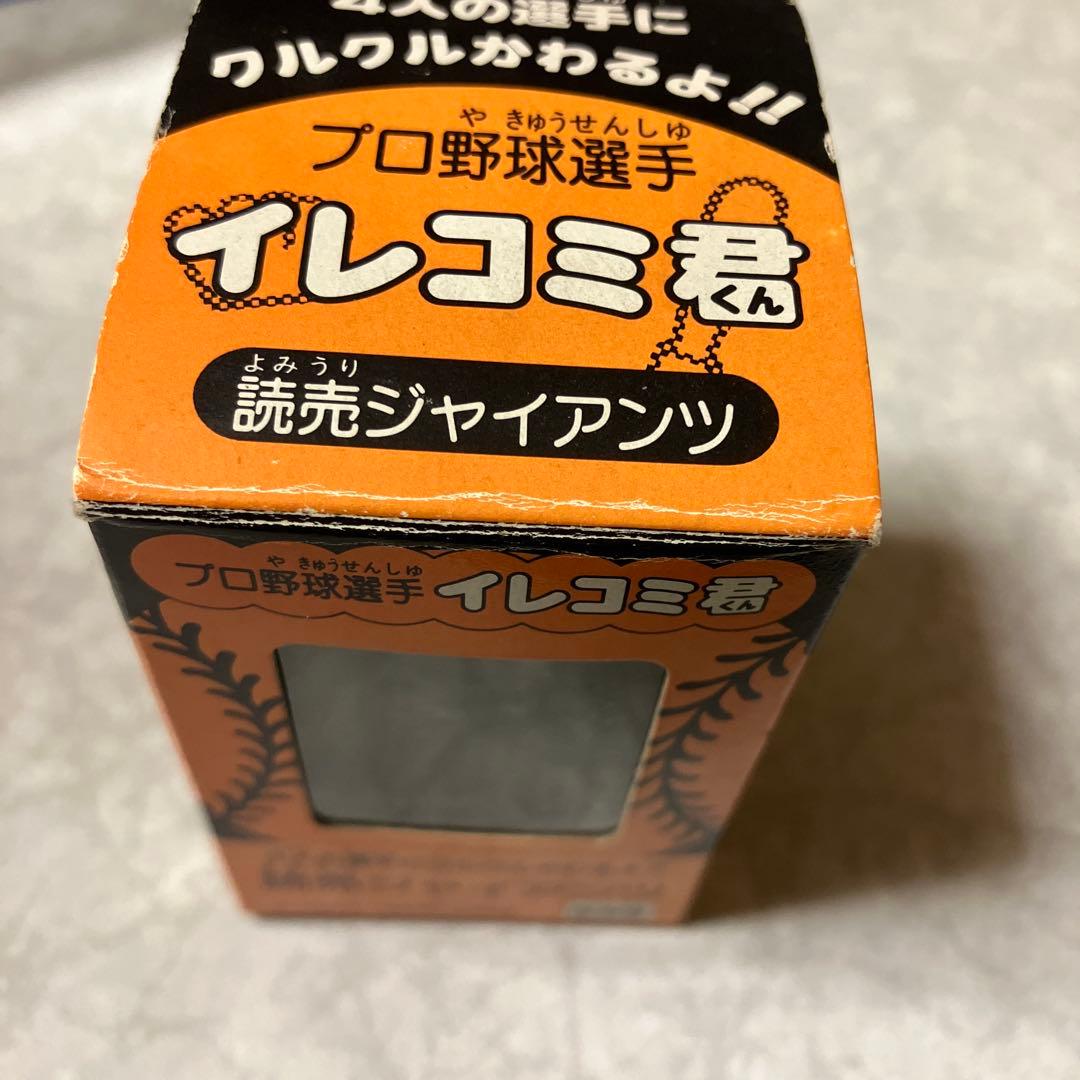 4人の選手に
クルクルかわるよ!!
や きゅうせんしゆ
プロ野球選手
イレコミ君
くん
よみうり
読売ジャイアンツ
や きゅうせんしゆ
プロ野球選手 イレコミ君
くん